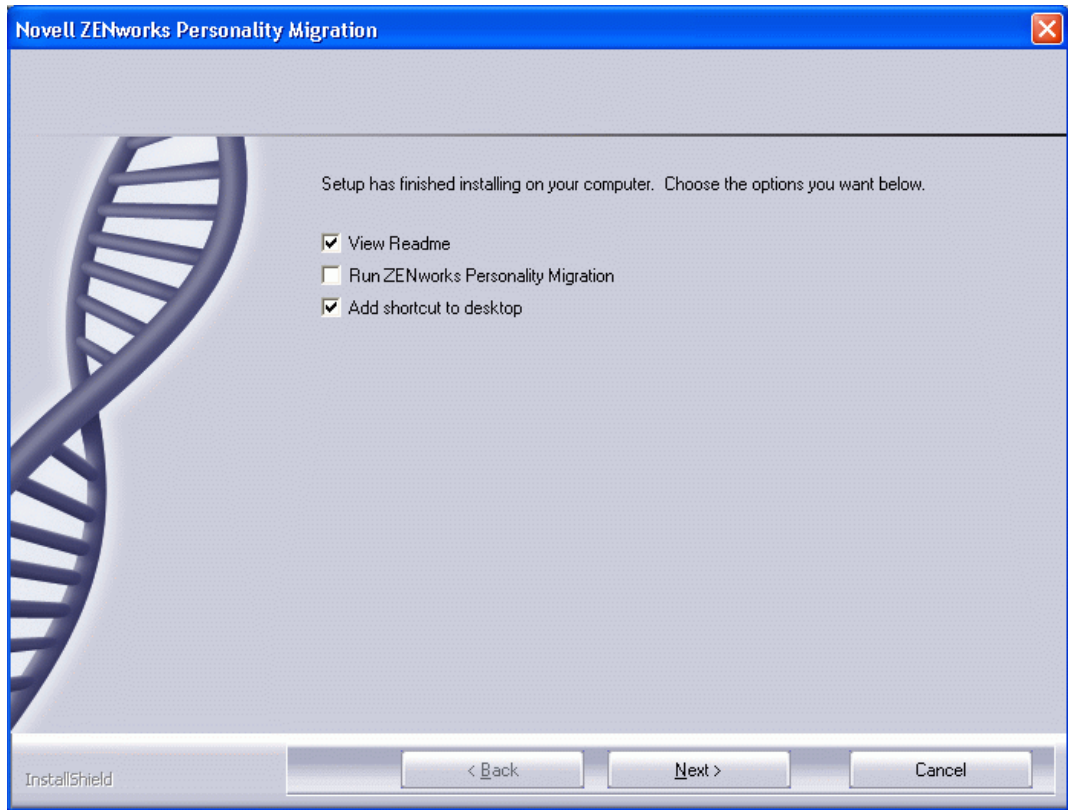 Novell ZENworks Personality Migration
Setup has finished installing on your computer. Choose the options you want below.
View Readme
Run ZENworks Personality Migration
Add shortcut to desktop
InstallShield
< Back
Next >
Cancel